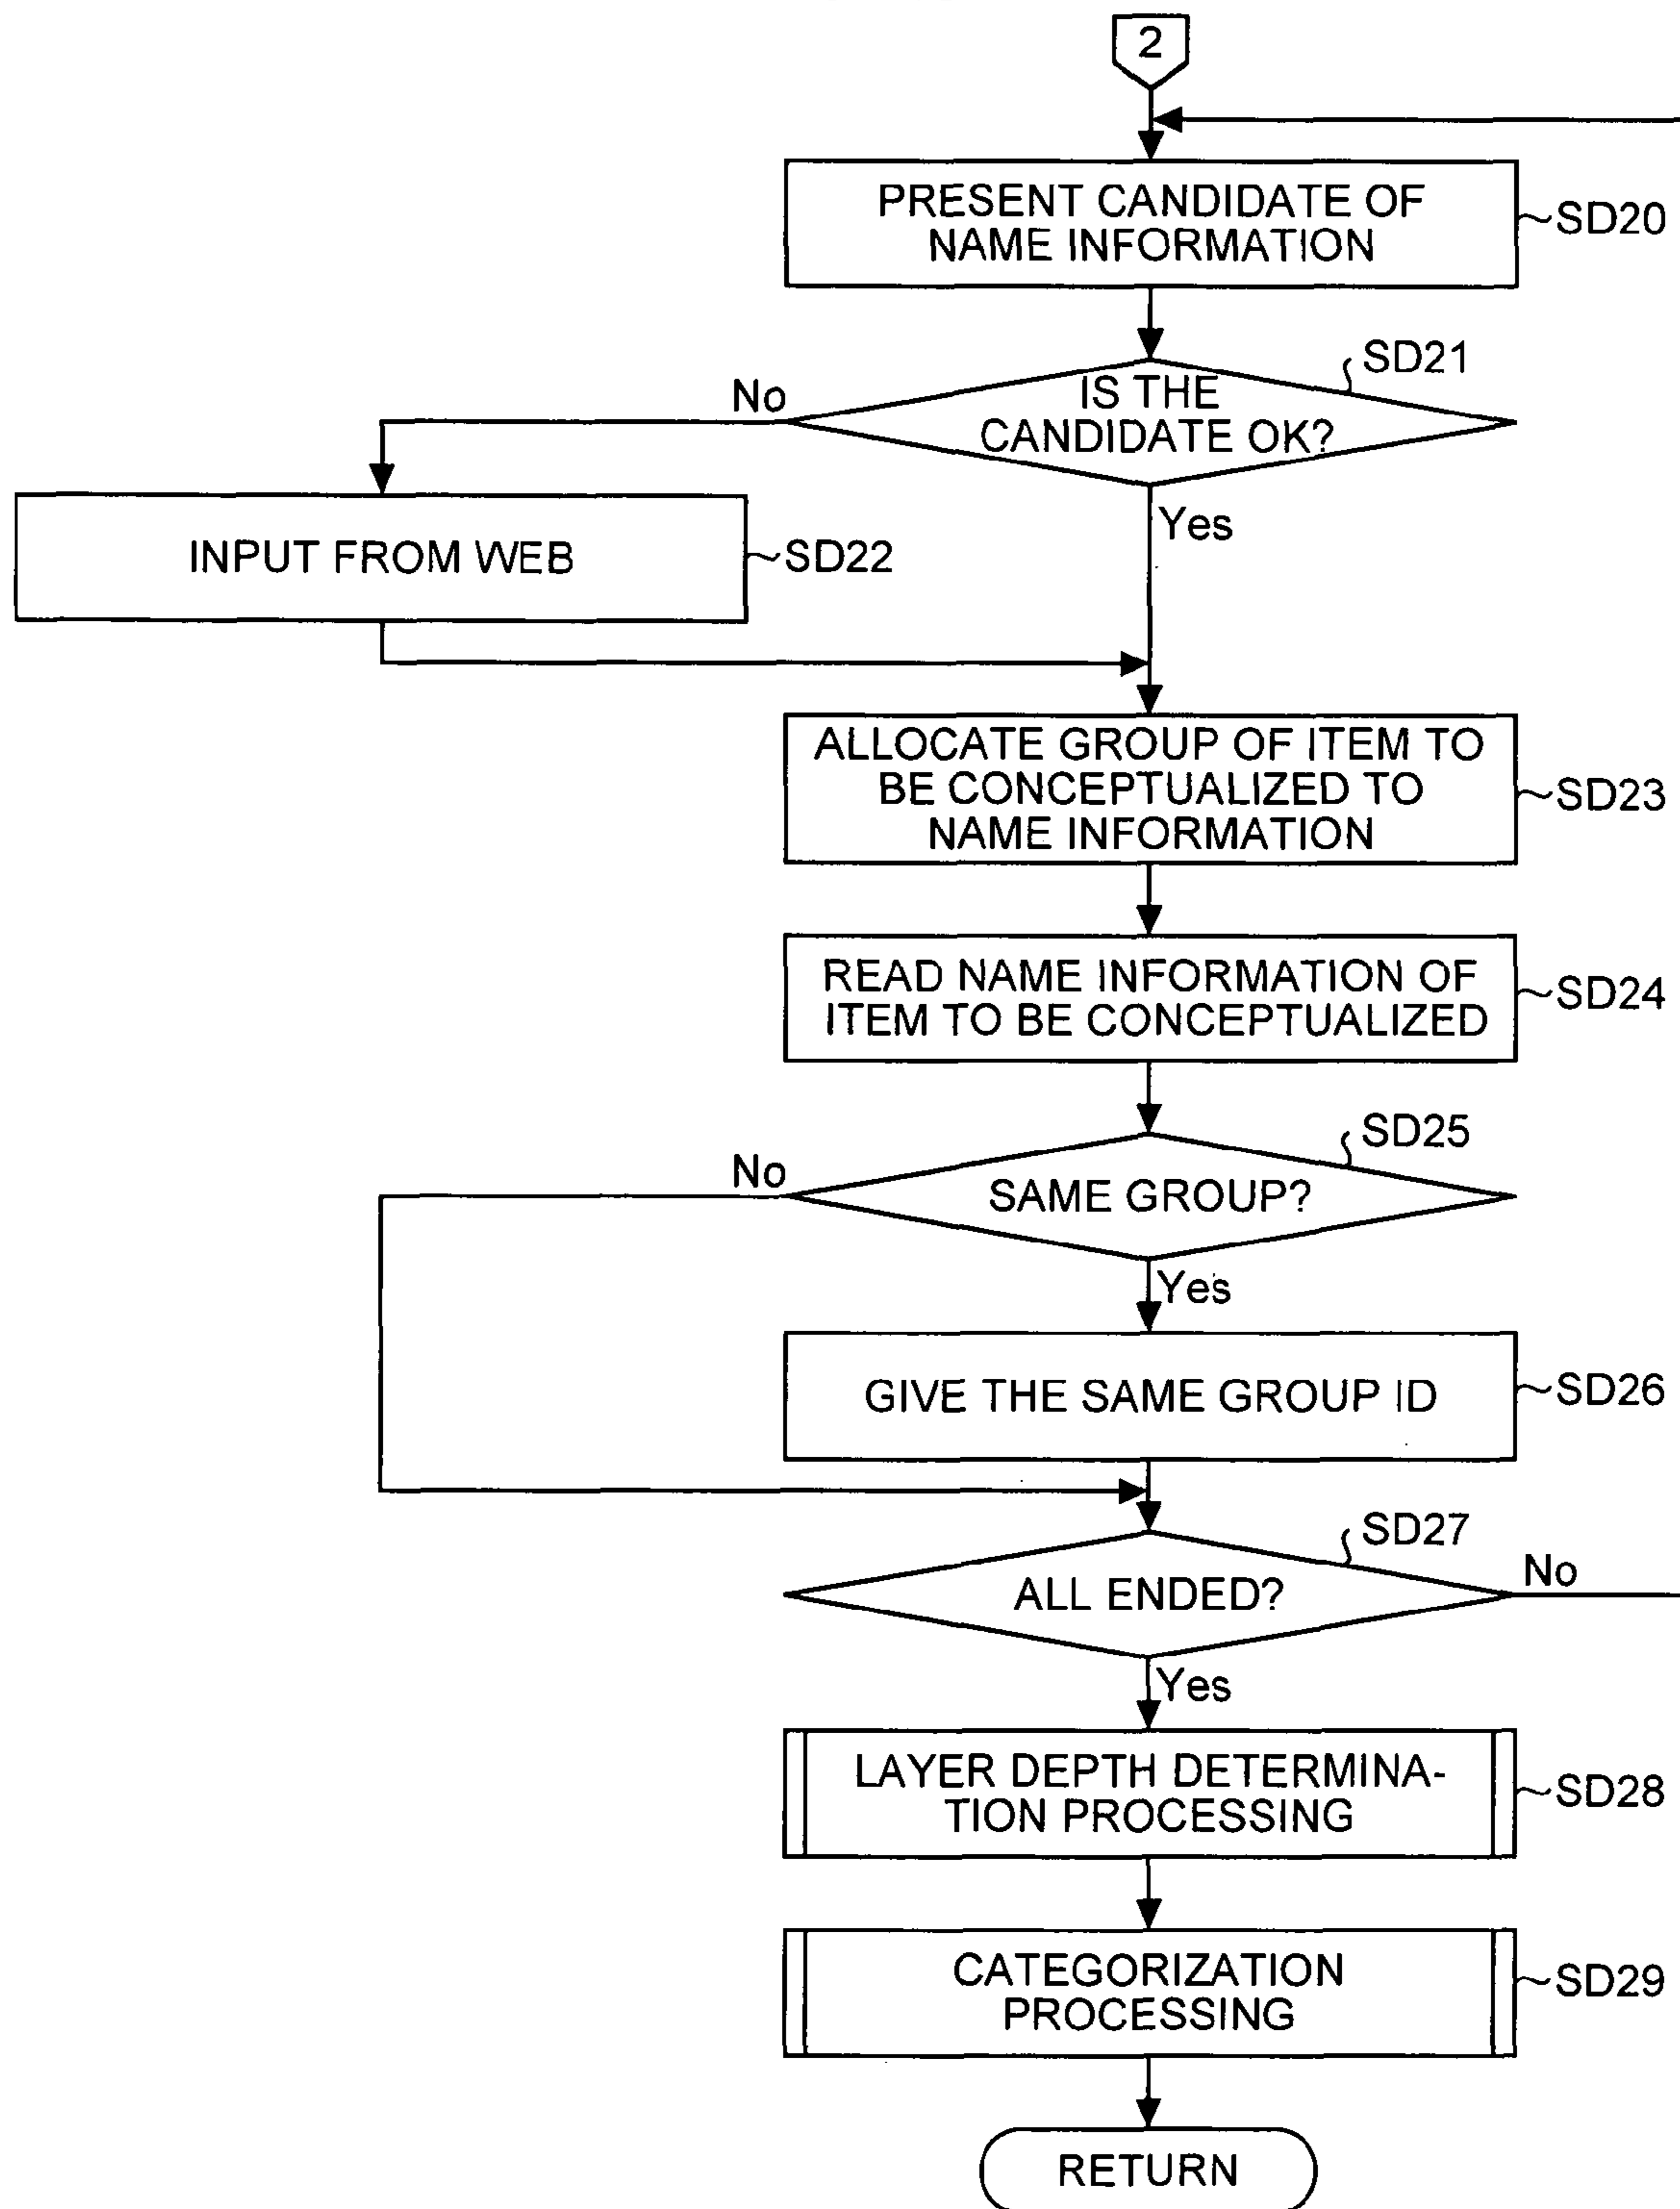 2
PRESENT CANDIDATE OF
NAME INFORMATION
SD20
SD21
No
IS THE
CANDIDATE OK?
Yes
INPUT FROM WEB
SD22
ALLOCATE GROUP OF ITEM TO
BE CONCEPTUALIZED TO
NAME INFORMATION
SD23
READ NAME INFORMATION OF
ITEM TO BE CONCEPTUALIZED
SD24
SD25
No
SAME GROUP?
Yes
GIVE THE SAME GROUP ID
SD26
SD27
ALL ENDED?
No
Yes
LAYER DEPTH DETERMINA-
TION PROCESSING
SD28
CATEGORIZATION
PROCESSING
SD29
RETURN